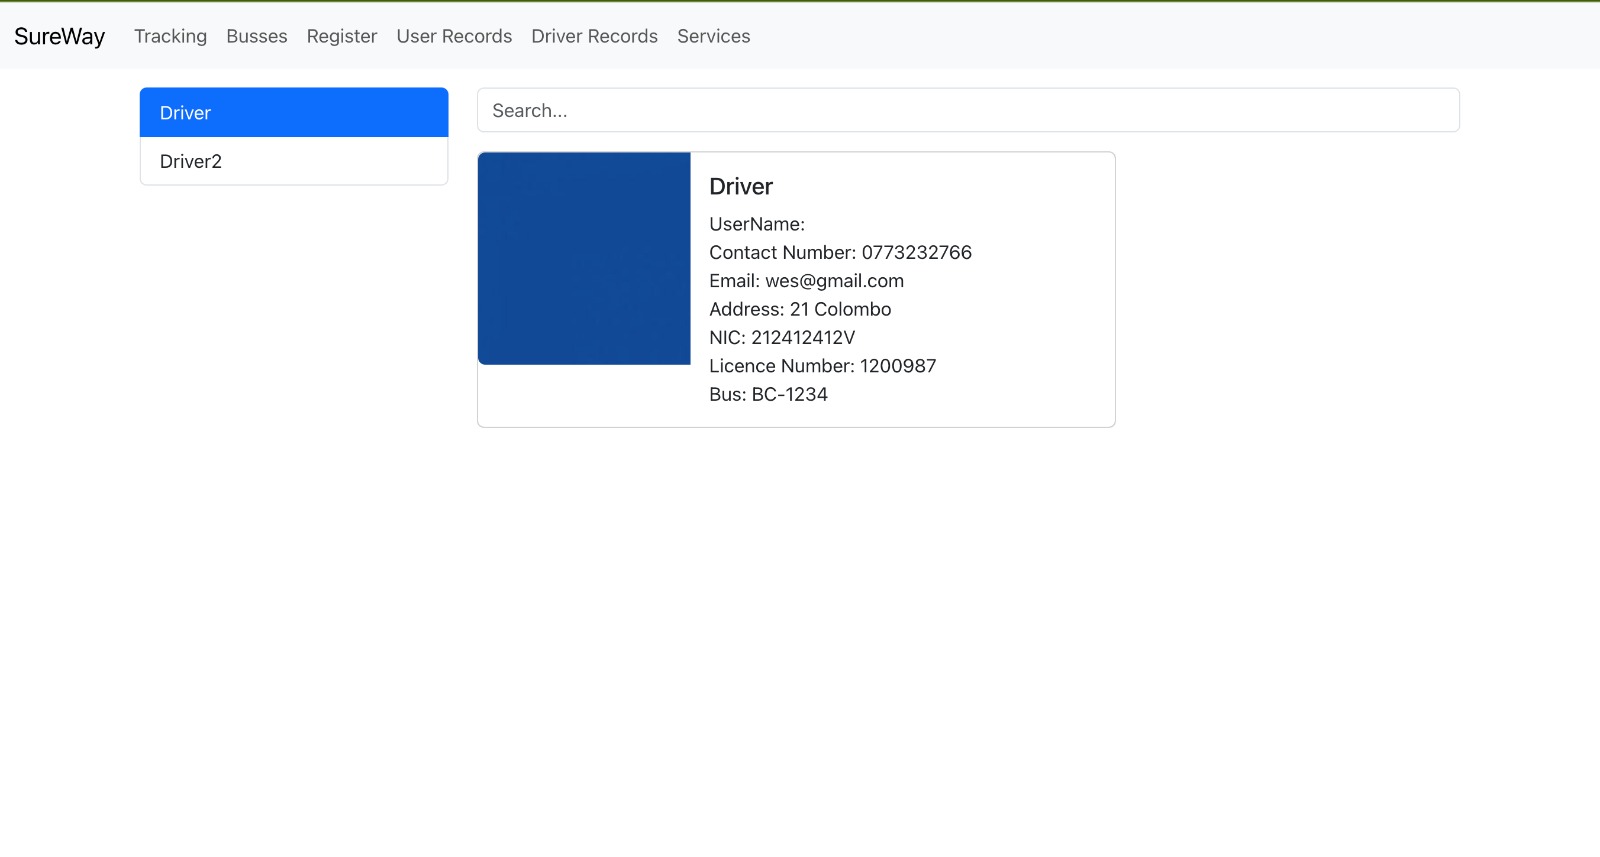 SureWay Tracking Busses Register User Records Driver Records Services
Driver
Driver2
Search...
Driver
UserName:
Contact Number: 0773232766
Email: wes@gmail.com
Address: 21 Colombo
NIC: 212412412V
Licence Number: 1200987
Bus: BC-1234